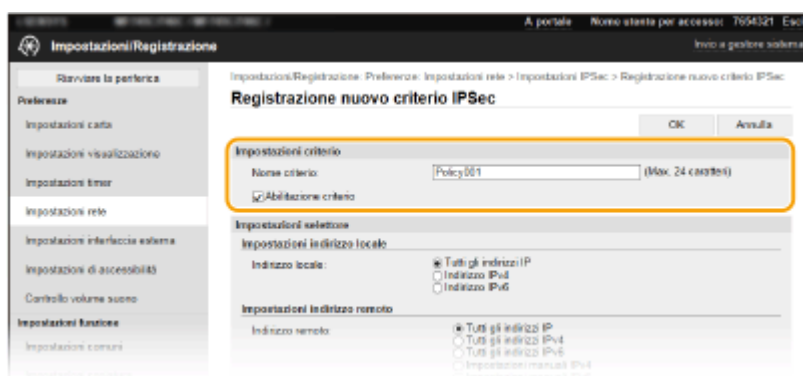 A portale Nome utente per accesso: 7654321 Esci
Impostazioni/Registrazione
Invio a gestore sistema
Riavviare la periferica
Preferenze
Impostazioni carta
Impostazioni visualizzazione
Impostazioni timer
Impostazioni rete
Impostazioni interfaccia esterna
Impostazioni di accessibilità
Controllo volume suono
Impostazioni funzione
Impostazioni comuni
Impostazioni/Registrazione: Preferenze: Impostazioni rete > Impostazioni IPSec > Registrazione nuovo criterio IPSec
Registrazione nuovo criterio IPSec
OK Annulla
Impostazioni criterio
Nome criterio: Policy001 (Max. 24 caratteri)
Abilitazione criterio
Impostazioni selettore
Impostazioni indirizzo locale
Indirizzo locale: Tutti gli indirizzi IP
Indirizzo IPv4
Indirizzo IPv6
Impostazioni indirizzo remoto
Indirizzo remoto: Tutti gli indirizzi IP
Tutti gli indirizzi IPv4
Tutti gli indirizzi IPv6
Impostazioni manuali IPv4